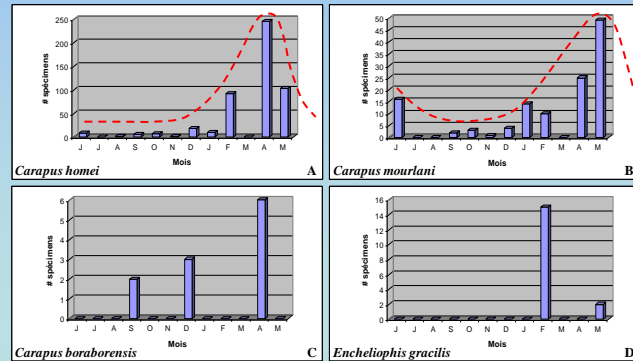 # spécimens
250
200
150
100
50
0
J J A S O N D J F M A M
Mois
Carapus homei A
# spécimens
50
45
40
35
30
25
20
15
10
5
0
J J A S O N D J F M A M
Mois
Carapus mourlani B
# spécimens
6
5
4
3
2
1
0
J J A S O N D J F M A M
Mois
Carapus boraborensis C
# spécimens
16
14
12
10
8
6
4
2
0
J J A S O N D J F M A M
Mois
Encheliophis gracilis D